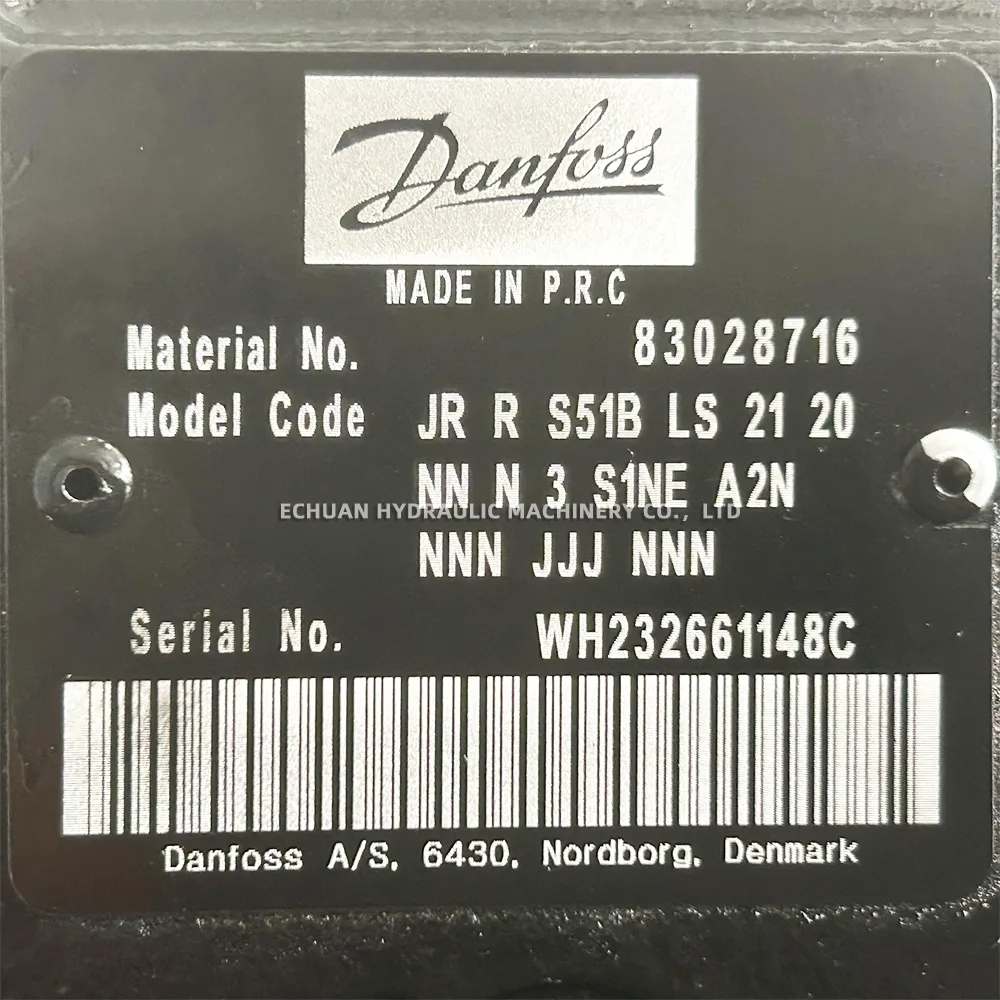 Danfoss
MADE IN P.R.C
Material No. 83028716
Model Code JR R S51B LS 21 20
NN N 3 S1NE A2N
ECHUAN HYDRAULIC MACHINERY CO., LTD
NNN JJJ NNN
Serial No. WH232661148C
Danfoss A/S, 6430, Nordborg, Denmark